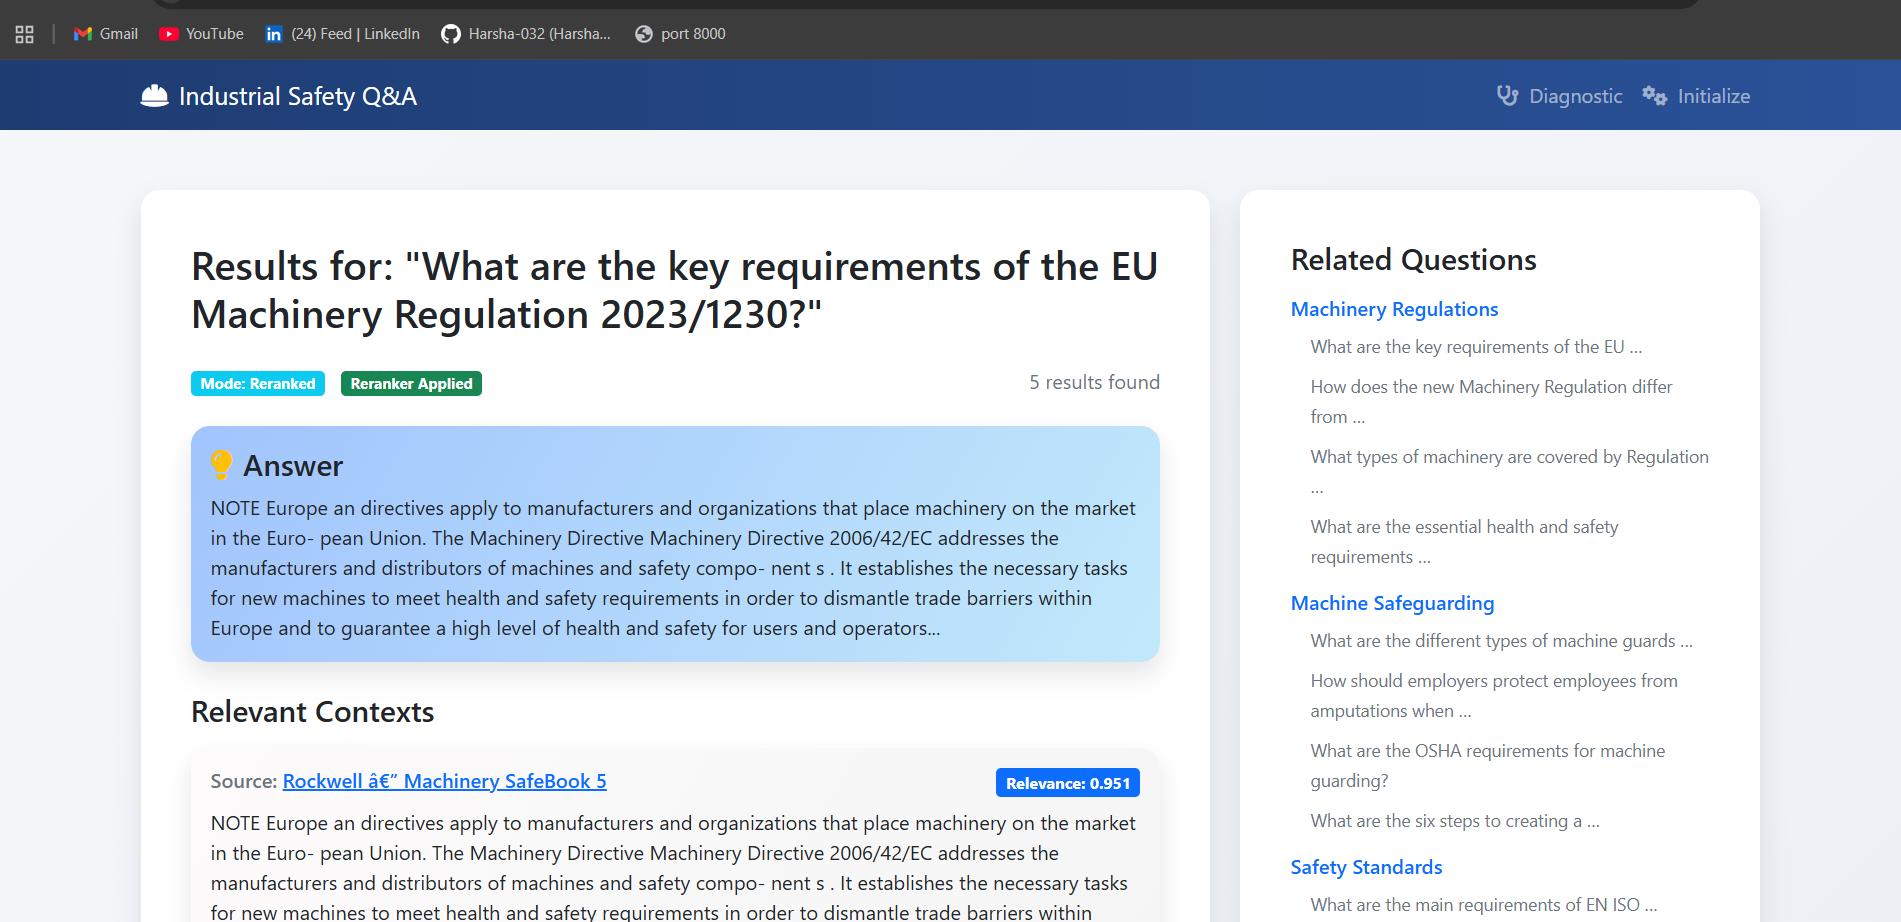 Gmail
YouTube
(24) Feed | LinkedIn
Harsha-032 (Harsha...
port 8000
Industrial Safety Q&A
Diagnostic
Initialize
Results for: "What are the key requirements of the EU
Machinery Regulation 2023/1230?"
Mode: Reranked
Reranker Applied
5 results found
Answer
NOTE Europe an directives apply to manufacturers and organizations that place machinery on the market
in the Euro- pean Union. The Machinery Directive Machinery Directive 2006/42/EC addresses the
manufacturers and distributors of machines and safety compo- nent s . It establishes the necessary tasks
for new machines to meet health and safety requirements in order to dismantle trade barriers within
Europe and to guarantee a high level of health and safety for users and operators...
Relevant Contexts
Source: Rockwell â€” Machinery SafeBook 5
Relevance: 0.951
NOTE Europe an directives apply to manufacturers and organizations that place machinery on the market
in the Euro- pean Union. The Machinery Directive Machinery Directive 2006/42/EC addresses the
manufacturers and distributors of machines and safety compo- nent s . It establishes the necessary tasks
for new machines to meet health and safety requirements in order to dismantle trade barriers within
Related Questions
Machinery Regulations
What are the key requirements of the EU ...
How does the new Machinery Regulation differ
from ...
What types of machinery are covered by Regulation
...
What are the essential health and safety
requirements ...
Machine Safeguarding
What are the different types of machine guards ...
How should employers protect employees from
amputations when ...
What are the OSHA requirements for machine
guarding?
What are the six steps to creating a ...
Safety Standards
What are the main requirements of EN ISO ...